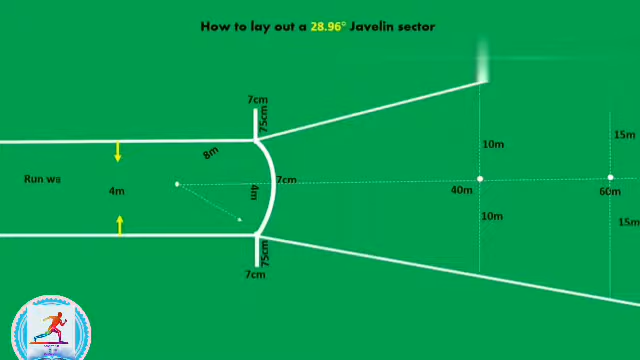 How to lay out a 28.96° Javelin sector
7cm
75cm
8m
10m
15m
Run wa
4m
4m
7cm
40m
60m
10m
15m
75cm
7cm